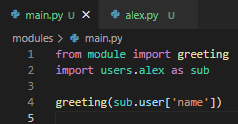 main.py U × alex.py U
modules > main.py
1 from module import greeting
2 import users.alex as sub
3
4 greeting(sub.user['name'])
5